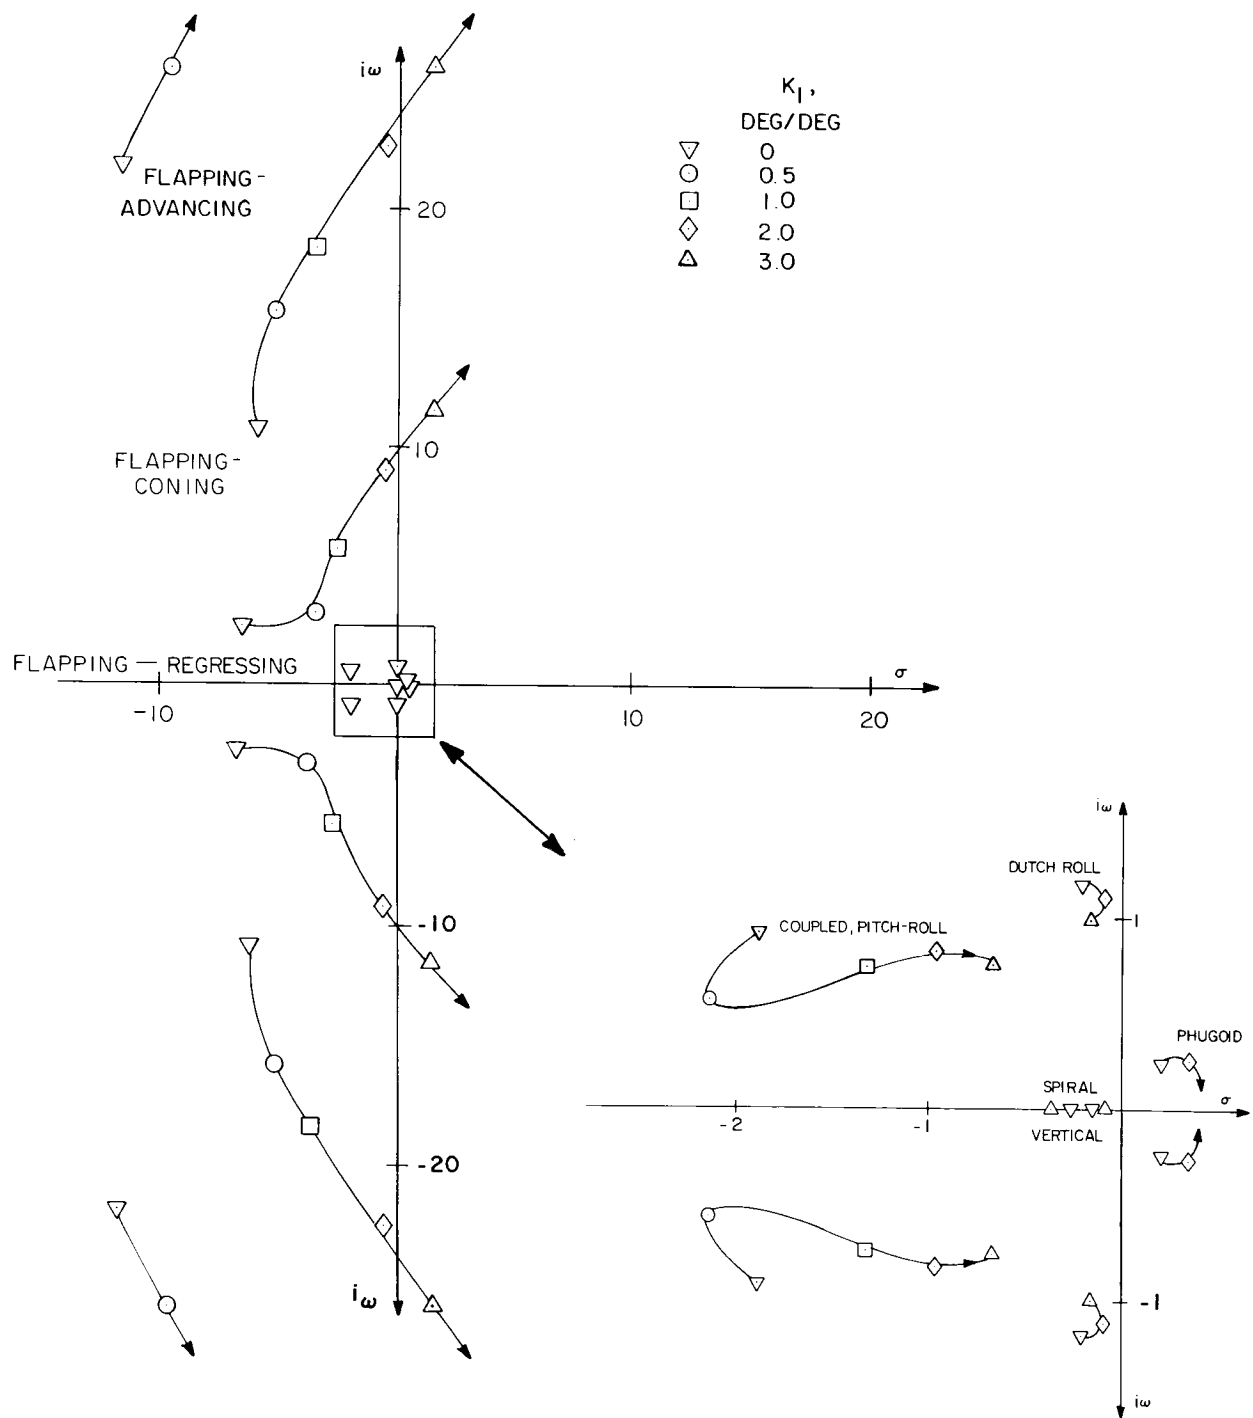 iω
K1,
DEG/DEG
0
0.5
1.0
2.0
3.0
FLAPPING-
ADVANCING
20
10
FLAPPING-
CONING
FLAPPING — REGRESSING
σ
-10
10
20
-10
-20
iω
iω
DUTCH ROLL
1
COUPLED, PITCH-ROLL
PHUGOID
SPIRAL
σ
-2
-1
VERTICAL
-1
iω